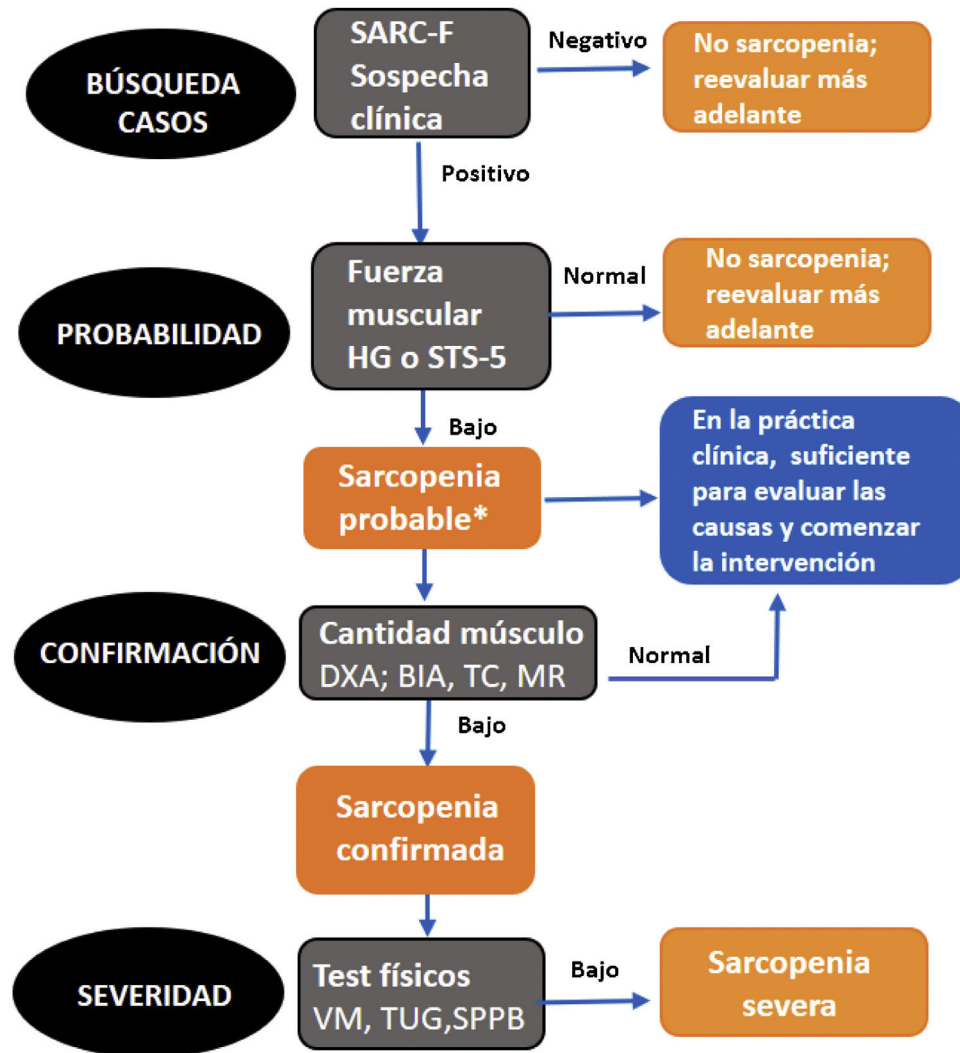 BÚSQUEDA
CASOS
SARC-F
Sospecha
clínica
Negativo
No sarcopenia;
reevaluar más
adelante
Positivo
PROBABILIDAD
Fuerza
muscular
HG o STS-5
Normal
No sarcopenia;
reevaluar más
adelante
Bajo
Sarcopenia
probable*
En la práctica
clínica, suficiente
para evaluar las
causas y comenzar
la intervención
CONFIRMACIÓN
Cantidad músculo
DXA; BIA, TC, MR
Normal
Bajo
Sarcopenia
confirmada
SEVERIDAD
Test físicos
VM, TUG,SPPB
Bajo
Sarcopenia
severa